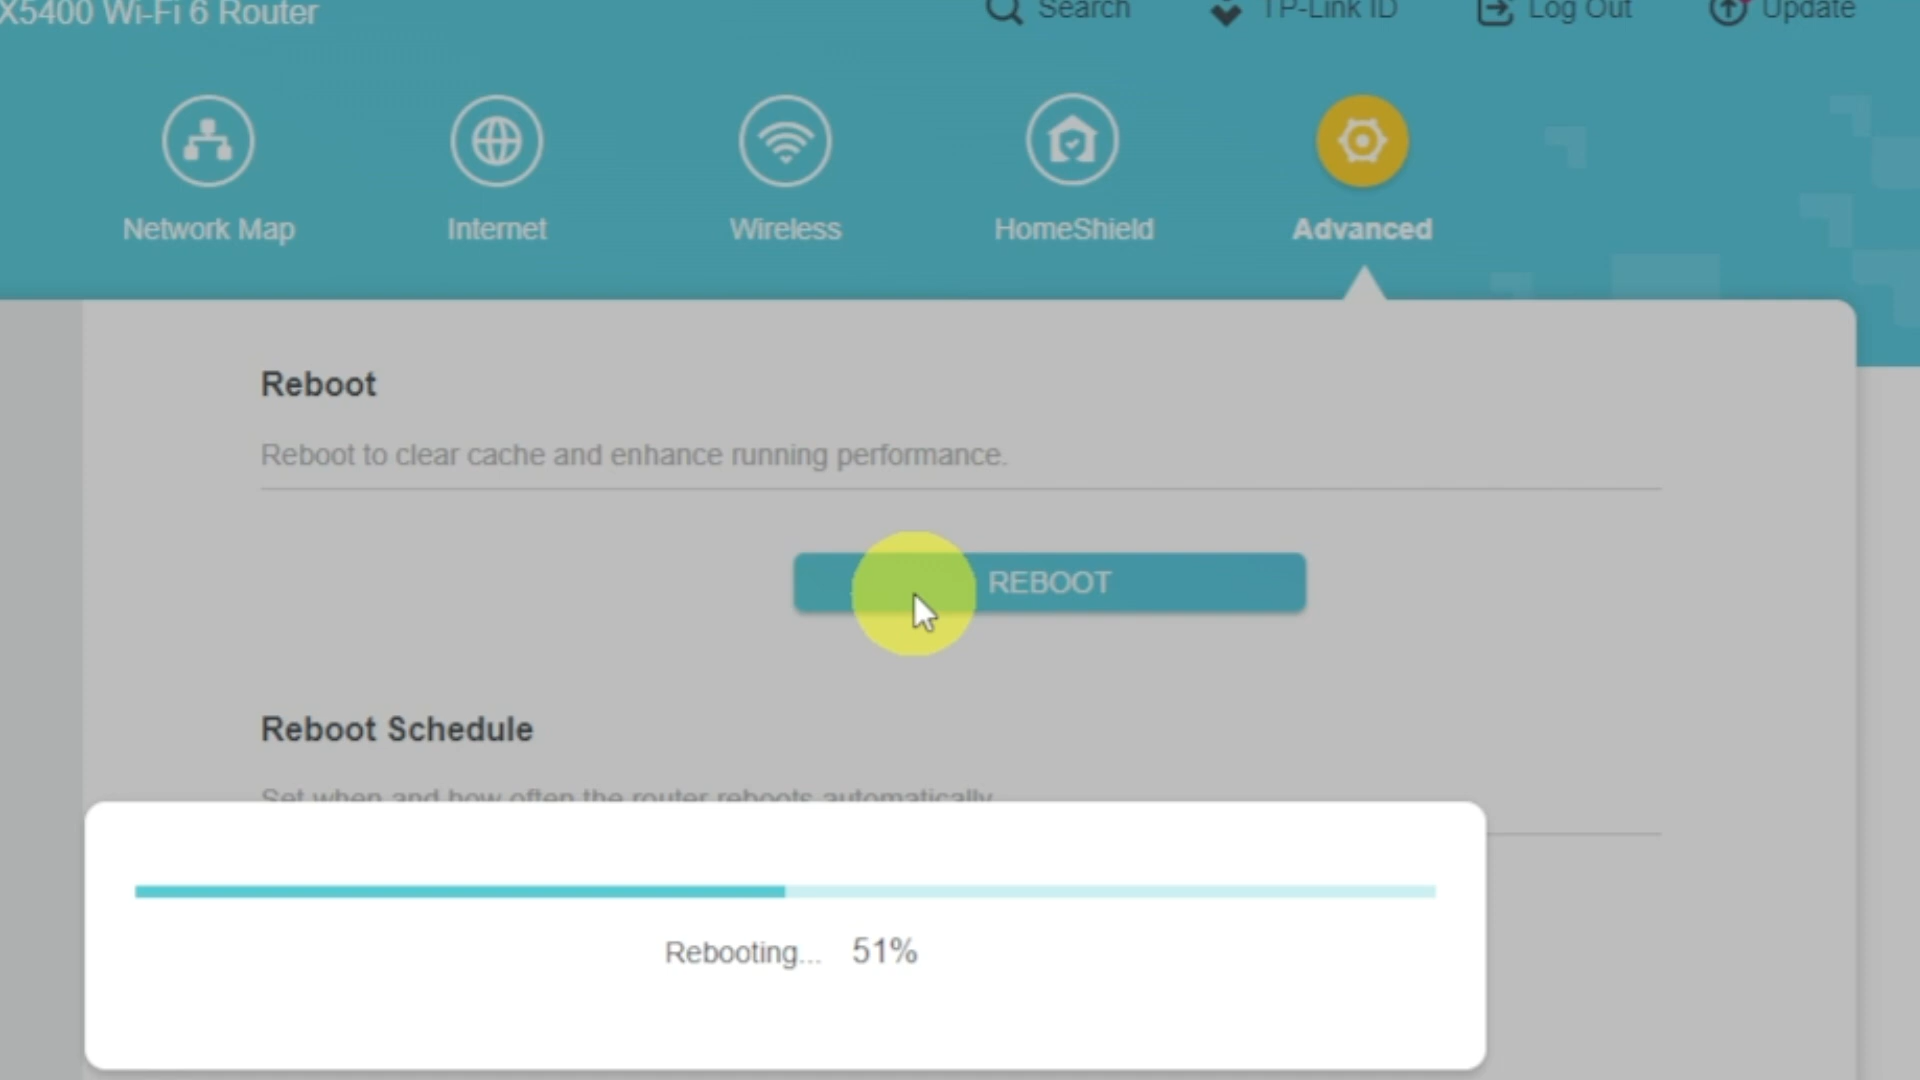 X5400 Wi-Fi 6 Router
Search
TP-Link ID
Log Out
Update
Network Map
Internet
Wireless
HomeShield
Advanced
Reboot
Reboot to clear cache and enhance running performance.
REBOOT
Reboot Schedule
Set when and how often the router reboots automatically.
Rebooting... 51%